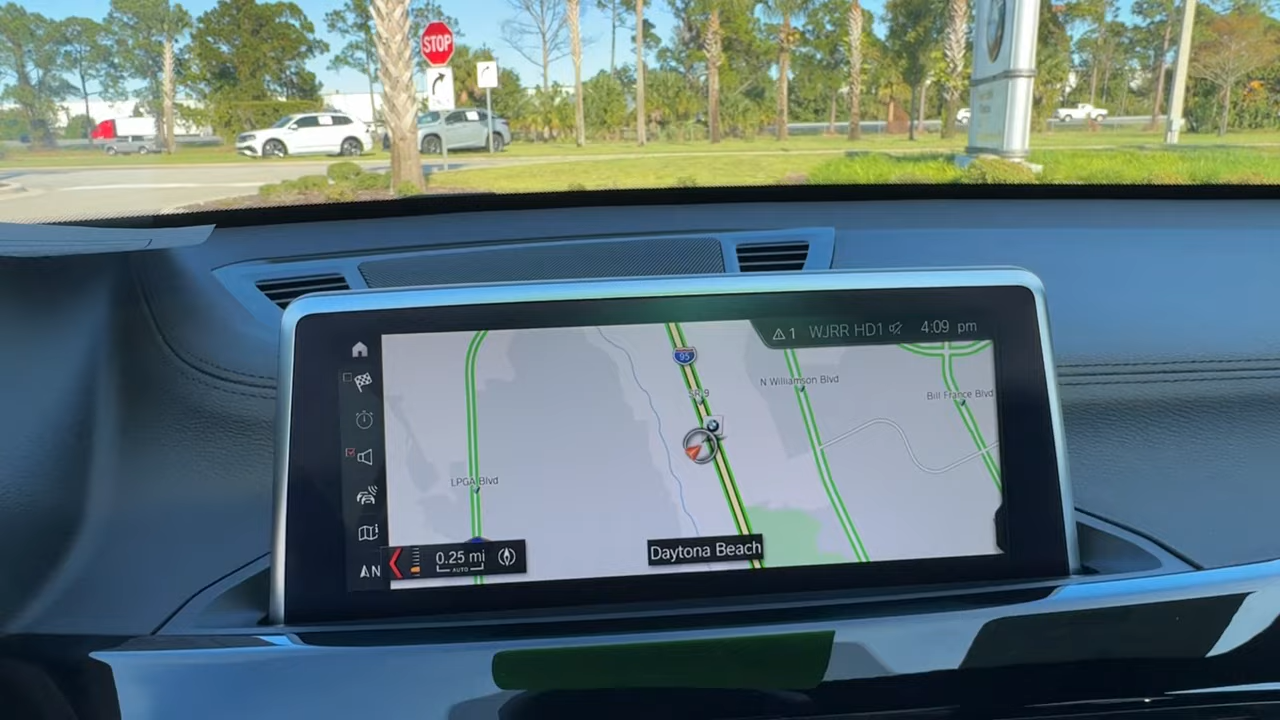 STOP
1 WJRR HD1 4:09 pm
95
SR 9
N Williamson Blvd
Bill France Blvd
LPGA Blvd
Daytona Beach
0.25 mi
AUTO
N